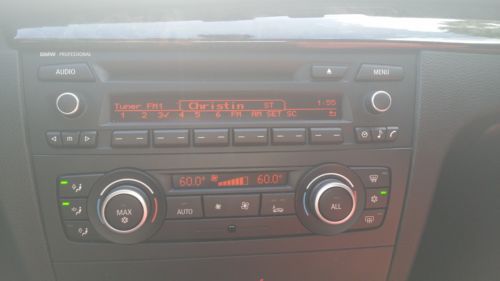 BMW PROFESSIONAL
AUDIO
MENU
Tuner FM1 Christin ST 1:55
1 2 3√ 4 5 6 FM AM SET SC
m
60.0° 60.0°
MAX
AUTO
ALL